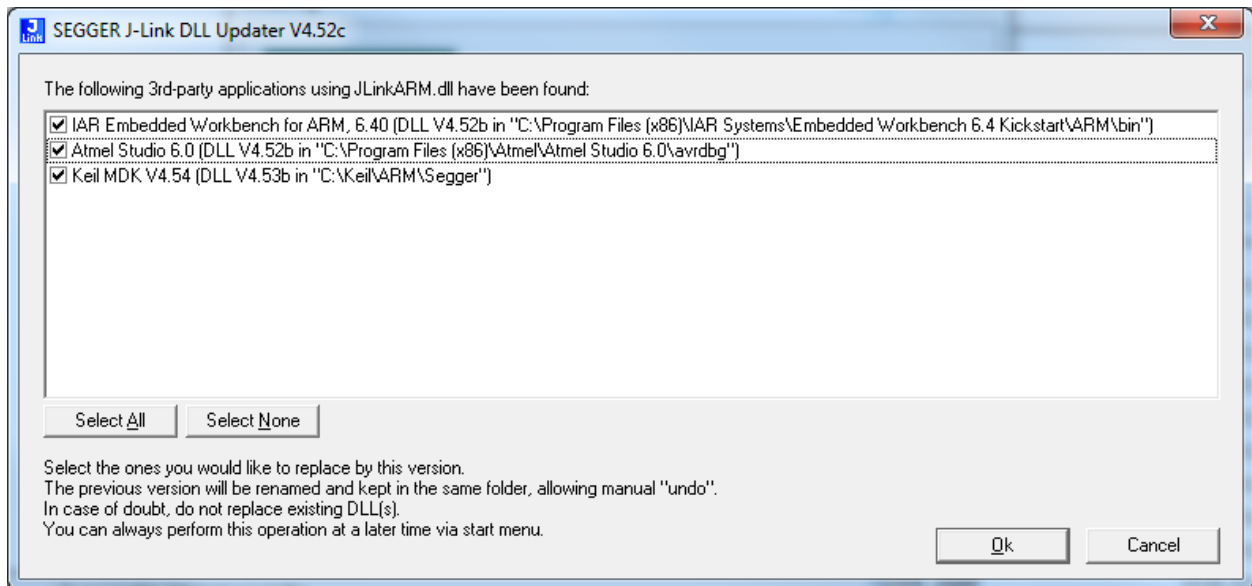 J
Link
SEGGER J-Link DLL Updater V4.52c
The following 3rd-party applications using JLinkARM.dll have been found:
IAR Embedded Workbench for ARM, 6.40 (DLL V4.52b in "C:\Program Files (x86)\IAR Systems\Embedded Workbench 6.4 Kickstart\ARM\bin")
Atmel Studio 6.0 (DLL V4.52b in "C:\Program Files (x86)\Atmel\Atmel Studio 6.0\avrdbg")
Keil MDK V4.54 (DLL V4.53b in "C:\Keil\ARM\Segger")
Select All
Select None
Select the ones you would like to replace by this version.
The previous version will be renamed and kept in the same folder, allowing manual "undo".
In case of doubt, do not replace existing DLL(s).
You can always perform this operation at a later time via start menu.
Ok
Cancel